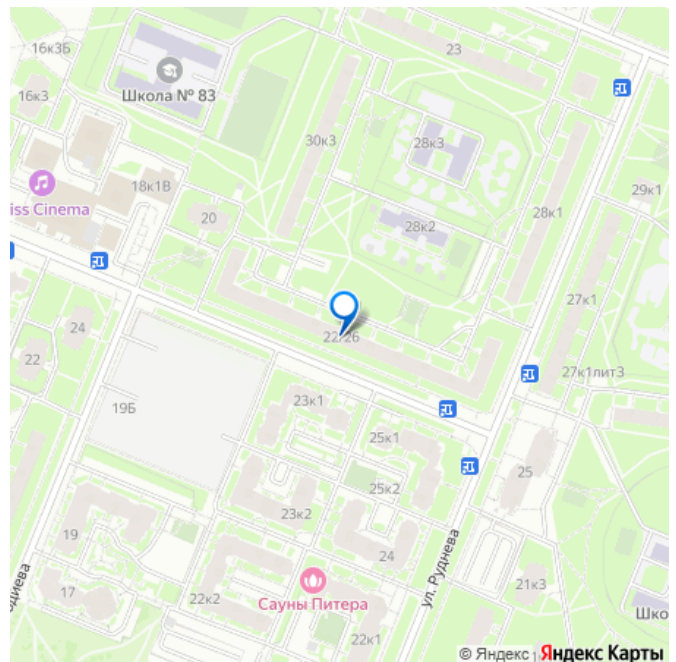 16к3Б
23
16к3
Школа № 83
30к3
28к3
29к1
18к1В
iss Cinema
20
28к2
28к1
27к1
24
22/26
22
27к1лит3
19Б
23к1
25к1
25
25к2
23к2
19
24
ул. Руднева
17
22к2
Сауны Питера
21к3
одиева
Шко
22к1
© Яндекс
Яндекс Карты